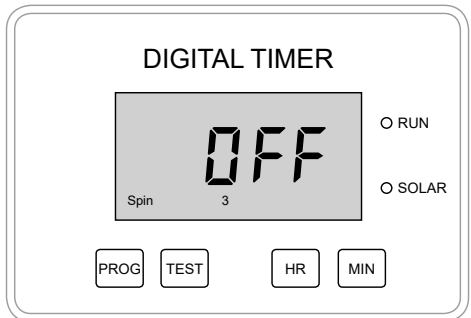 DIGITAL TIMER
OFF
RUN
Spin 3
SOLAR
PROG TEST HR MIN